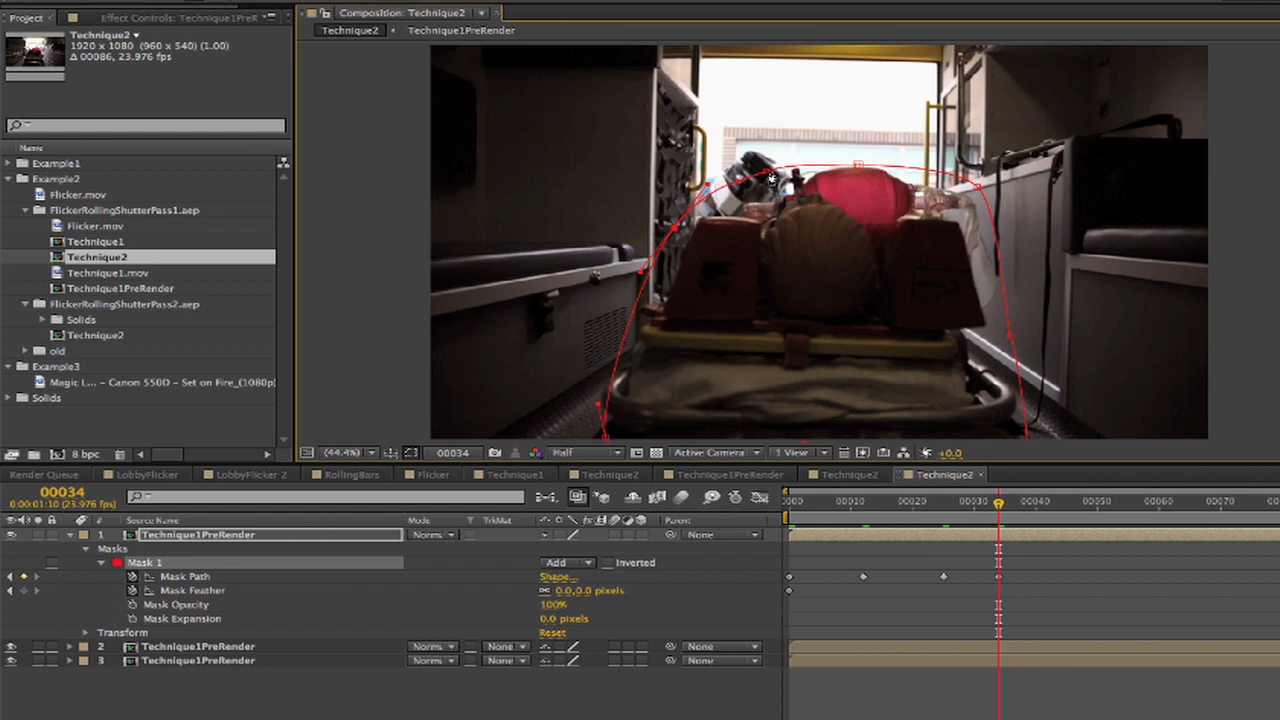 Project
Effect Controls: Technique1PreR
Composition: Technique2
Technique2
Technique1PreRender
Technique2
1920 x 1080 (960 x 540) (1.00)
Δ 00086, 23.976 fps)
Name
Example1
Example2
Flicker.mov
FlickerRollingShutterPass1.aep
Flicker.mov
Technique1
Technique2
Technique1.mov
Technique1PreRender
FlickerRollingShutterPass2.aep
Solids
Technique2
old
Example3
Magic L... – Canon 550D – Set on Fire_(1080p)
Solids
8 bpc
(44.4%)
00034
Half
Active Camera
1 View
+0.0
Render Queue
LobbyFlicker
LobbyFlicker 2
RollingBars
Flicker
Technique1
Technique2
Technique1PreRender
Technique2
Technique2
00034
0:00:01:10 (23.976 fps)
0000 00010 00020 00030 00040 00050 00060 00070
# Source Name Mode T TrkMat Parent
1 Technique1PreRender Norma None
Masks
Mask 1 Add Inverted
Mask Path Shape...
Mask Feather 0.0,0.0 pixels
Mask Opacity 100%
Mask Expansion 0.0 pixels
Transform Reset
2 Technique1PreRender Norma None None
3 Technique1PreRender Norma None None